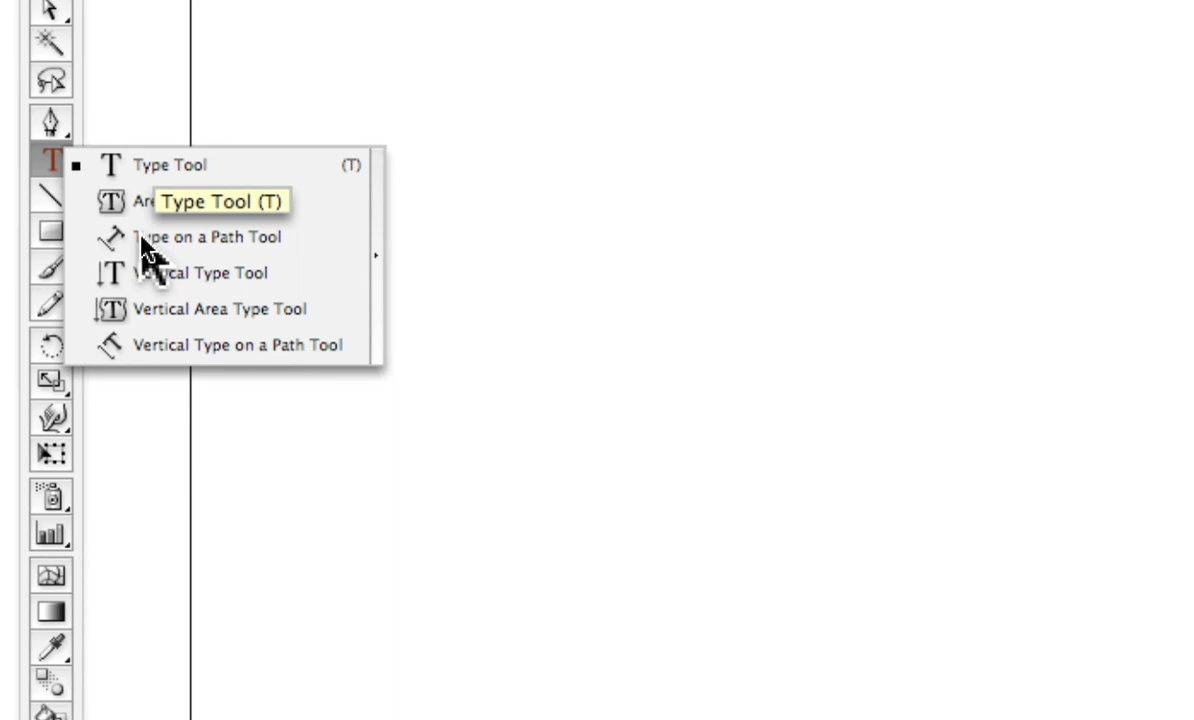 T
Type Tool (T)
Type Tool (T)
Type on a Path Tool
Type Tool
Vertical Area Type Tool
Vertical Type on a Path Tool